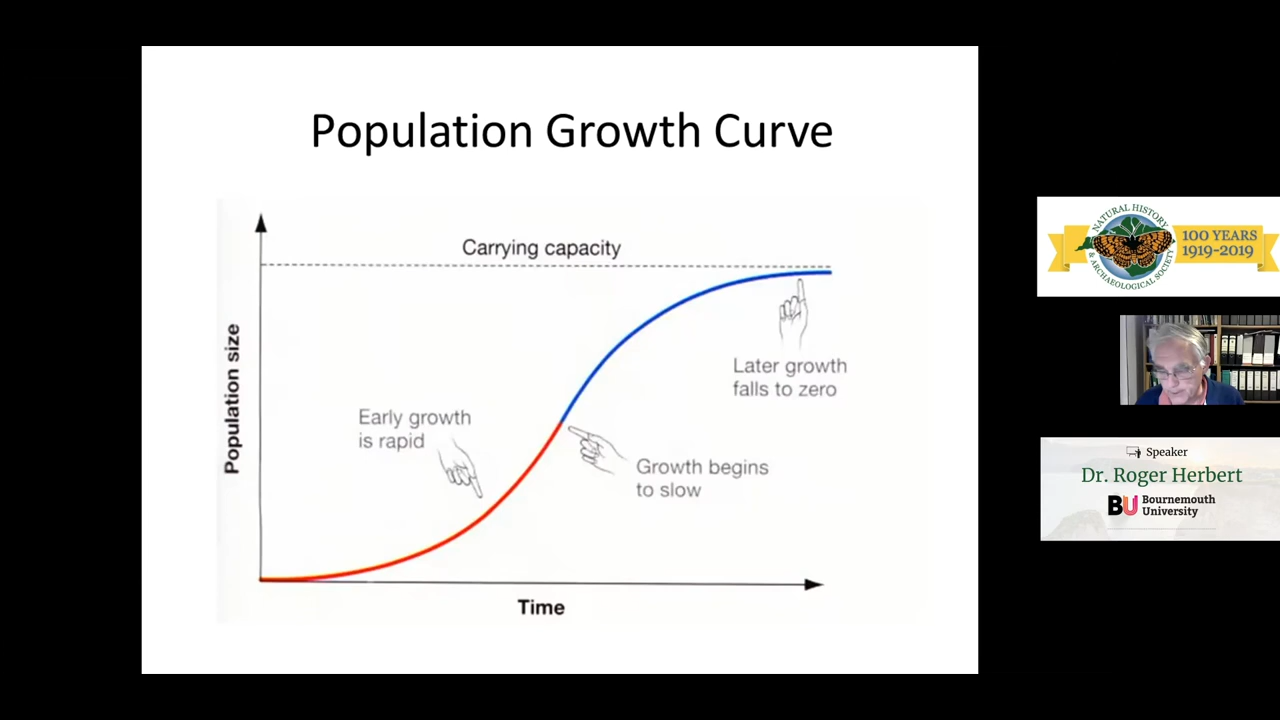 Population Growth Curve
Carrying capacity
Population size
Early growth
is rapid
Later growth
falls to zero
Growth begins
to slow
Time
NATURAL HISTORY
& ARCHAEOLOGICAL SOCIETY
100 YEARS
1919-2019
Speaker
Dr. Roger Herbert
BU Bournemouth
University